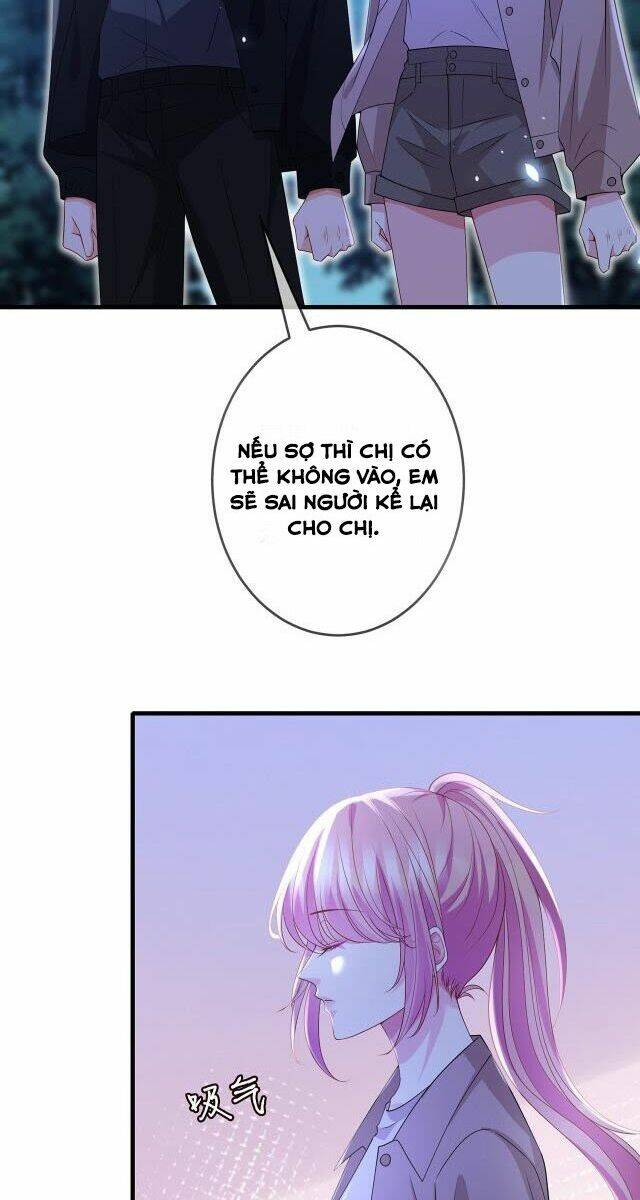 NẾU SỢ THÌ CHỊ CÓ
THỂ KHÔNG VÀO, EM
SẼ SAI NGƯỜI KỂ LẠI
CHO CHỊ.
吸气